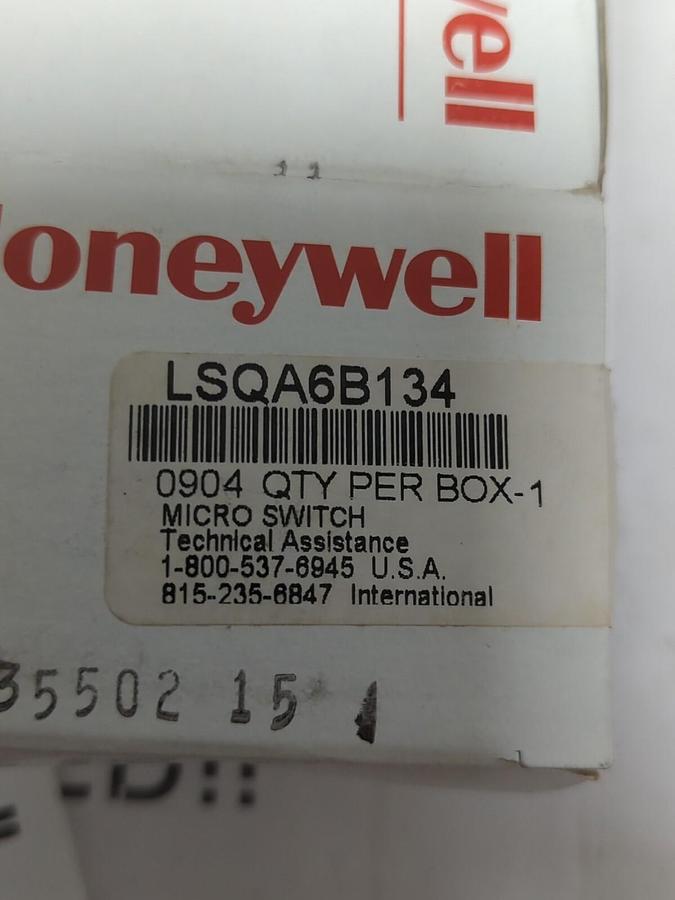 well
Honeywell
LSQA6B134
0904 QTY PER BOX-1
MICRO SWITCH
Technical Assistance
1-800-537-6945 U.S.A.
815-235-6847 International
35502 15